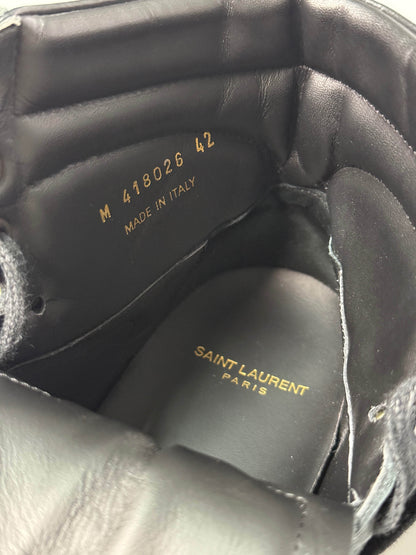 M 418026 42
MADE IN ITALY
SAINT LAURENT
PARIS